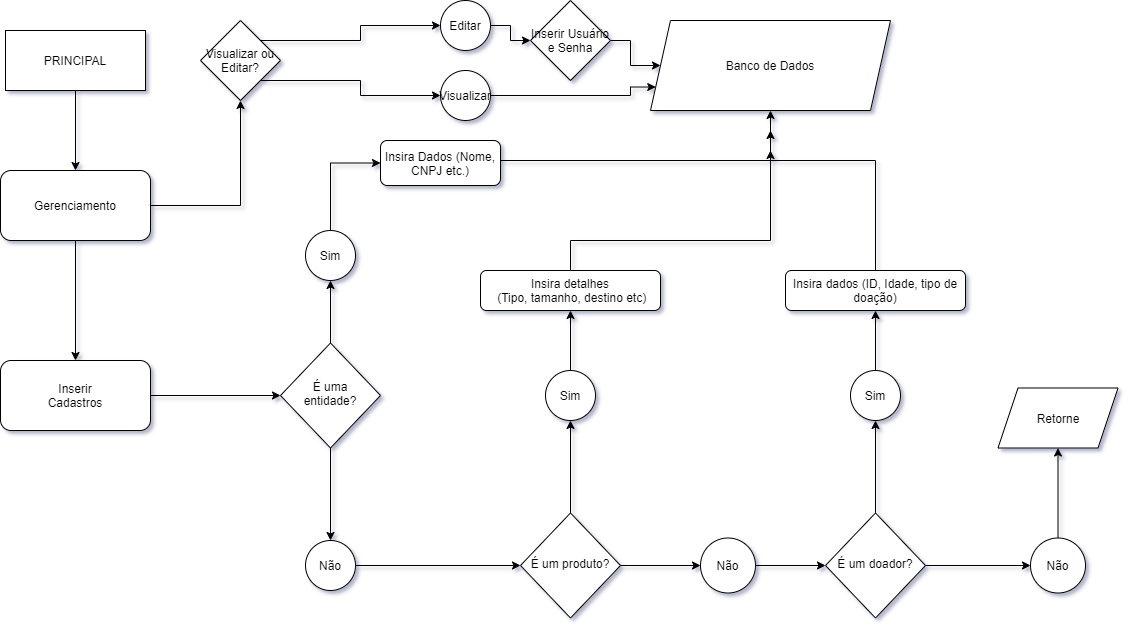 Editar
Inserir Usuário
e Senha
PRINCIPAL
Visualizar ou
Editar?
Banco de Dados
Visualizar
Insira Dados (Nome,
CNPJ etc.)
Gerenciamento
Sim
Insira detalhes
(Tipo, tamanho, destino etc)
Insira dados (ID, Idade, tipo de
doação)
Inserir
Cadastros
É uma
entidade?
Sim
Sim
Retorne
Não
É um produto?
Não
É um doador?
Não